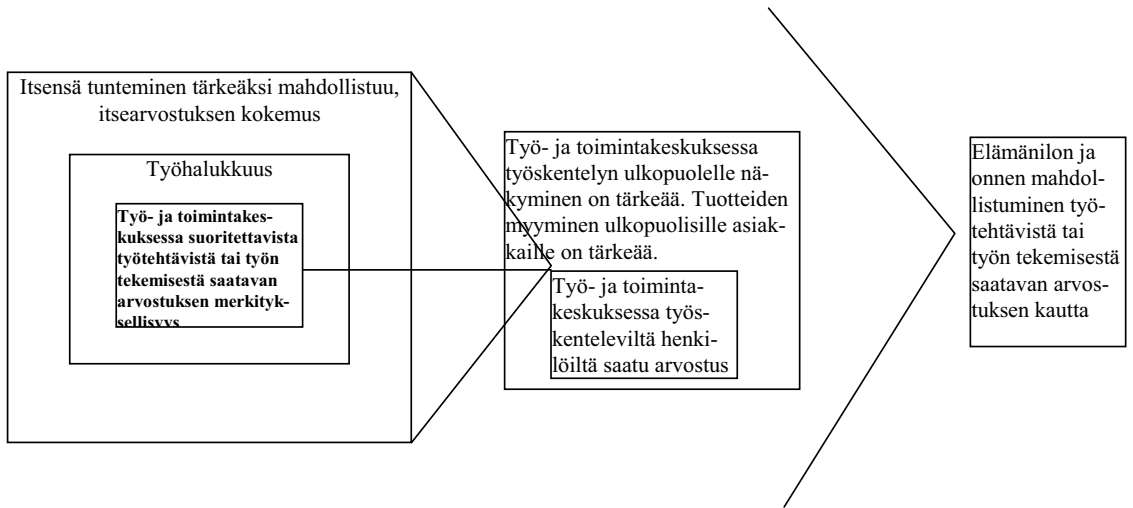 Itsensä tunteminen tärkeäksi mahdollistuu,
itsearvostuksen kokemus
Työhalukkuus
Työ- ja toimintakes-
kuksessa suoritettavista
työtehtävistä tai työn
tekemisestä saatavan
arvostuksen merkityk-
sellisyys
Työ- ja toimintakeskuksessa
työskentelyn ulkopuolelle nä-
kyminen on tärkeää. Tuotteiden
myyminen ulkopuolisille asiak-
kaille on tärkeää.
Työ- ja toiminta-
keskuksessa työs-
kenteleviltä henki-
löiltä saatu arvostus
Elämänilon ja
onnen mahdol-
listuminen työ-
tehtävistä tai
työn tekemisestä
saatavan arvos-
tuksen kautta